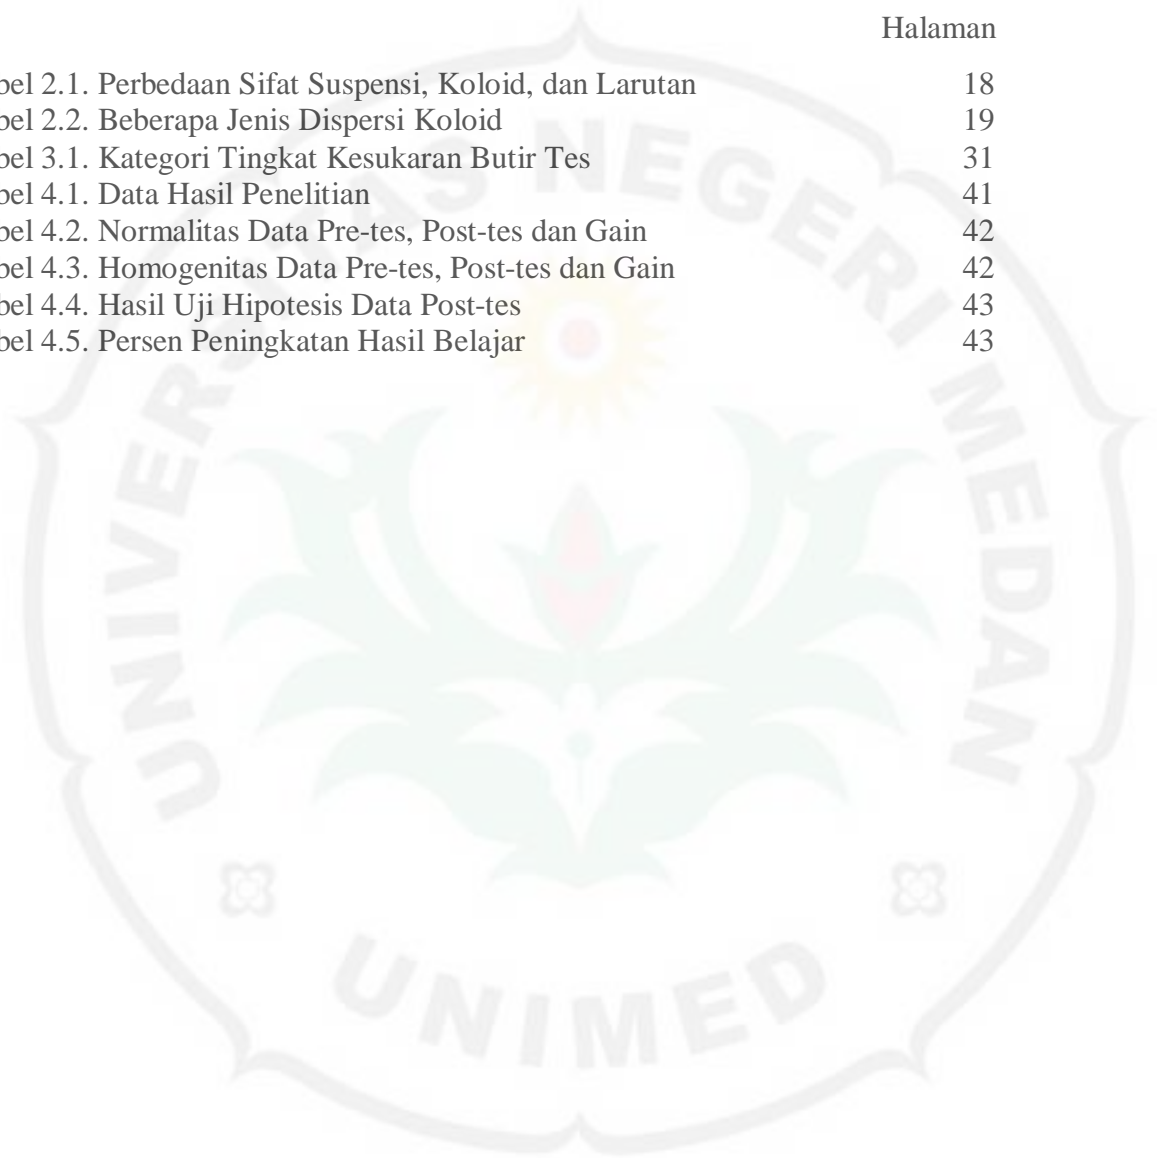 Halaman
bel 2.1. Perbedaan Sifat Suspensi, Koloid, dan Larutan 18
bel 2.2. Beberapa Jenis Dispersi Koloid 19
bel 3.1. Kategori Tingkat Kesukaran Butir Tes 31
bel 4.1. Data Hasil Penelitian 41
bel 4.2. Normalitas Data Pre-tes, Post-tes dan Gain 42
bel 4.3. Homogenitas Data Pre-tes, Post-tes dan Gain 42
bel 4.4. Hasil Uji Hipotesis Data Post-tes 43
bel 4.5. Persen Peningkatan Hasil Belajar 43
UNIVERSITAS NEGERI MEDAN
UNIMED